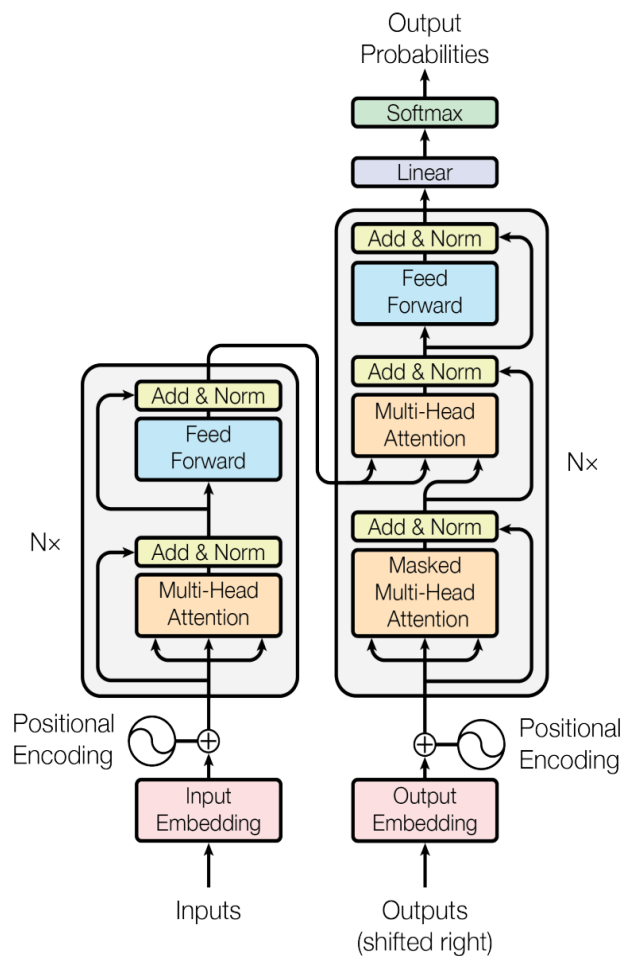 Output
Probabilities
Softmax
Linear
Add & Norm
Feed
Forward
Add & Norm
Multi-Head
Attention
Add & Norm
Masked
Multi-Head
Attention
N×
Add & Norm
Feed
Forward
Add & Norm
Multi-Head
Attention
N×
Positional
Encoding
Positional
Encoding
Input
Embedding
Output
Embedding
Inputs
Outputs
(shifted right)